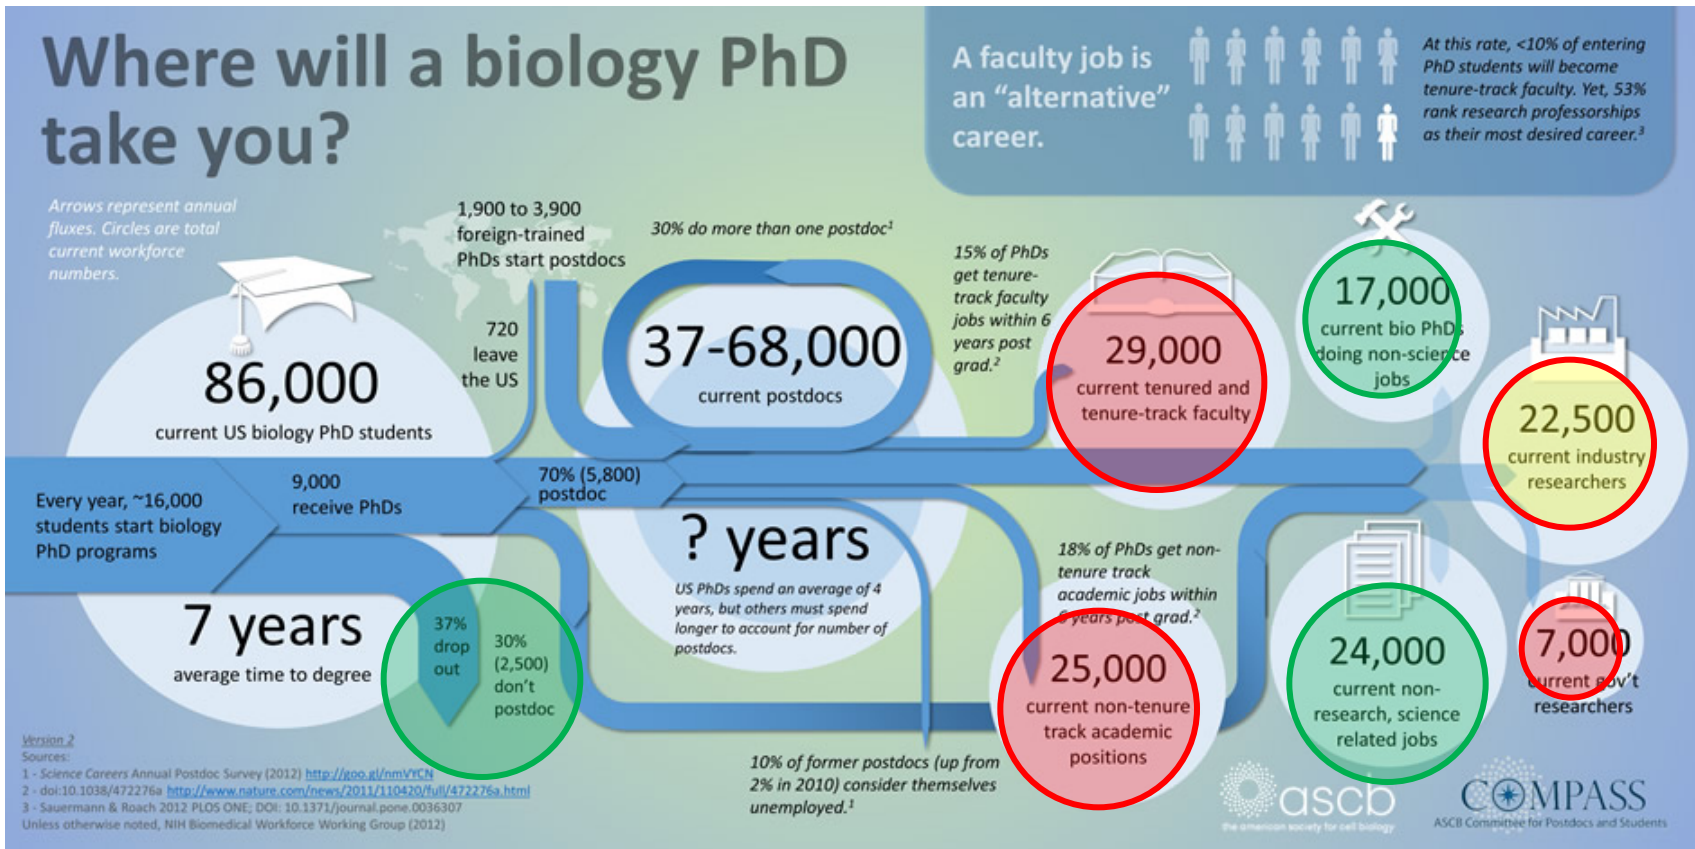 Where will a biology PhD
take you?
A faculty job is
an “alternative”
career.
At this rate, <10% of entering
PhD students will become
tenure-track faculty. Yet, 53%
rank research professorships
as their most desired career.3
Arrows represent annual
fluxes. Circles are total
current workforce
numbers.
1,900 to 3,900
foreign-trained
PhDs start postdocs
720
leave
the US
30% do more than one postdoc1
15% of PhDs
get tenure-
track faculty
jobs within 6
years post
grad.2
86,000
current US biology PhD students
37-68,000
current postdocs
29,000
current tenured and
tenure-track faculty
17,000
current bio PhDs
doing non-science
jobs
22,500
current industry
researchers
Every year, ~16,000
students start biology
PhD programs
9,000
receive PhDs
70% (5,800)
postdoc
? years
US PhDs spend an average of 4
years, but others must spend
longer to account for number of
postdocs.
7 years
average time to degree
37%
drop
out
30%
(2,500)
don’t
postdoc
18% of PhDs get non-
tenure track
academic jobs within
6 years post grad.2
25,000
current non-tenure
track academic
positions
24,000
current non-
research, science
related jobs
7,000
current gov’t
researchers
10% of former postdocs (up from
2% in 2010) consider themselves
unemployed.1
Version 2
Sources:
1 - Science Careers Annual Postdoc Survey (2012) http://goo.gl/nmVYCN
2 - doi:10.1038/472276a http://www.nature.com/news/2011/110420/full/472276a.html
3 - Sauermann & Roach 2012 PLOS ONE; DOI: 10.1371/journal.pone.0036307
Unless otherwise noted, NIH Biomedical Workforce Working Group (2012)
ascb
the american society for cell biology
COMPASS
ASCB Committee for Postdocs and Students